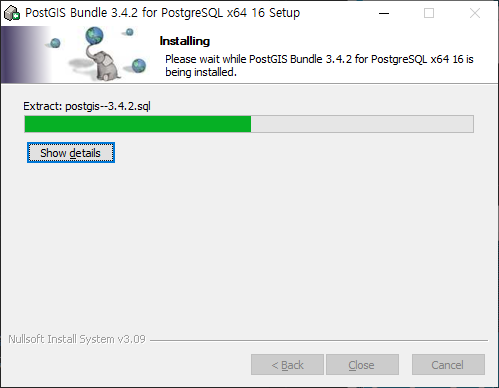 PostGIS Bundle 3.4.2 for PostgreSQL x64 16 Setup
Installing
Please wait while PostGIS Bundle 3.4.2 for PostgreSQL x64 16 is
being installed.
Extract: postgis--3.4.2.sql
Show details
Nullsoft Install System v3.09
< Back
Close
Cancel